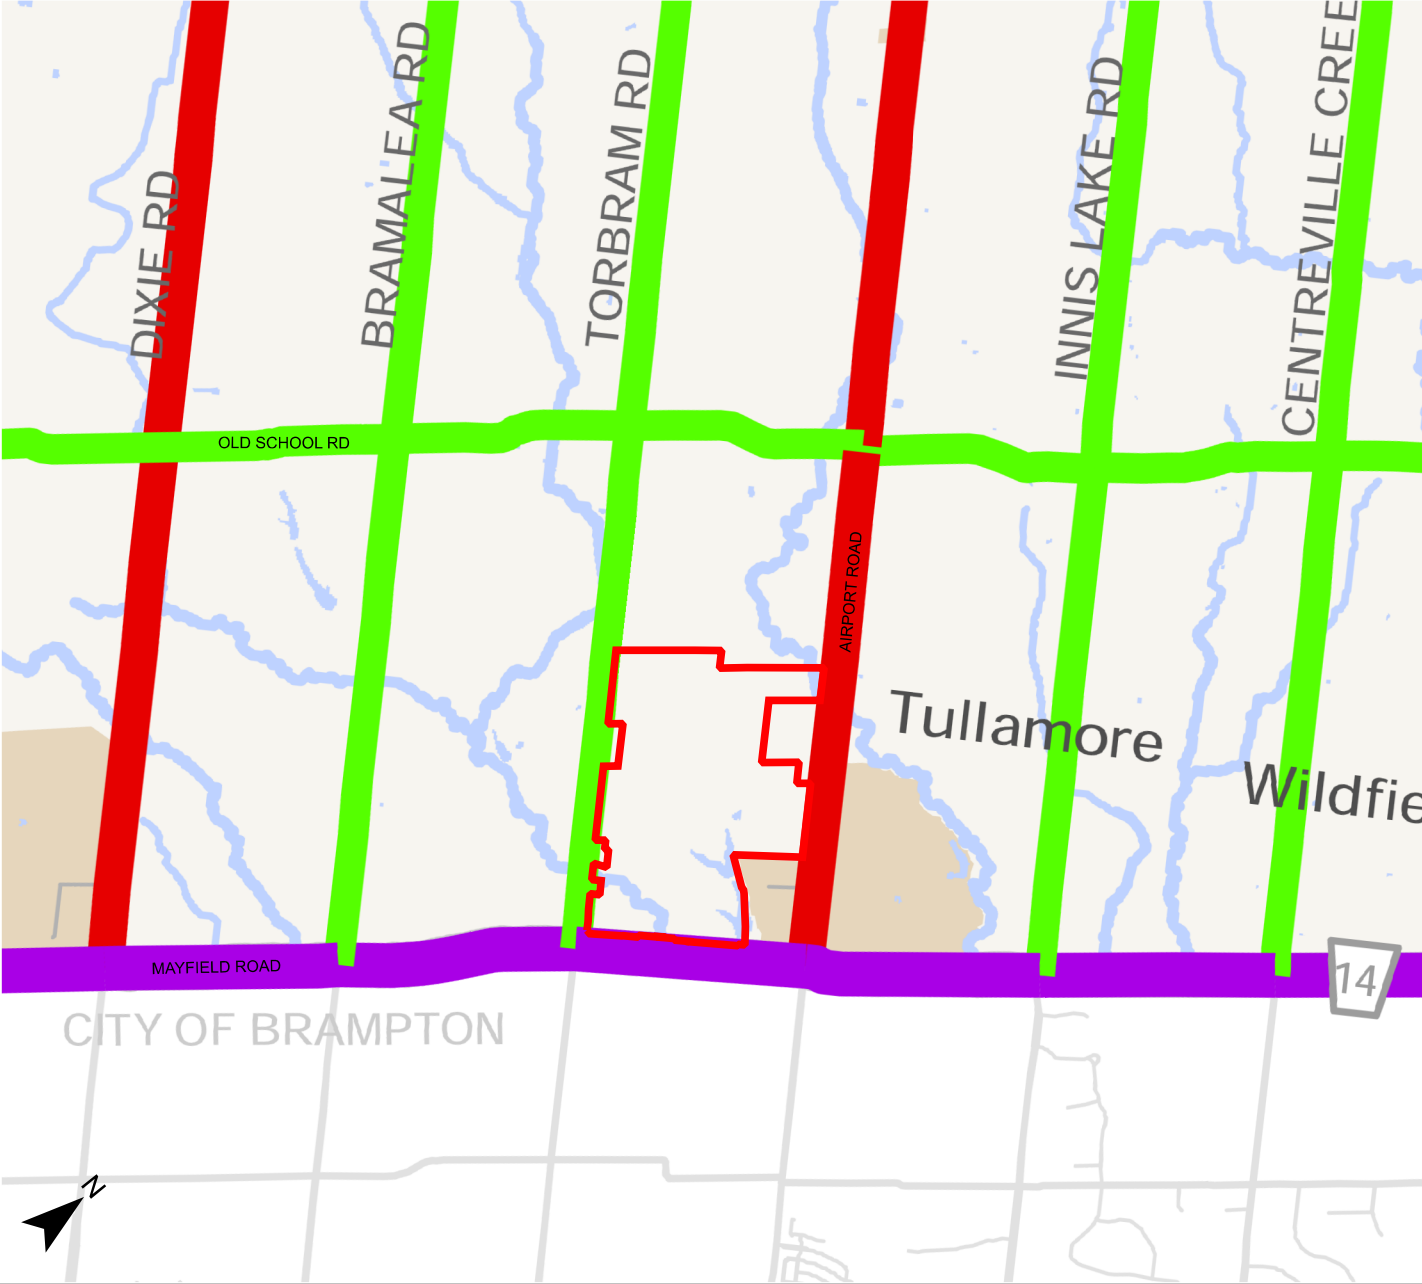 DIXIE RD
BRAMALEA RD
TORBRAM RD
INNIS LAKE RD
CENTREVILLE CREE
OLD SCHOOL RD
AIRPORT ROAD
Tullamore
Wildfie
MAYFIELD ROAD
14
CITY OF BRAMPTON
N